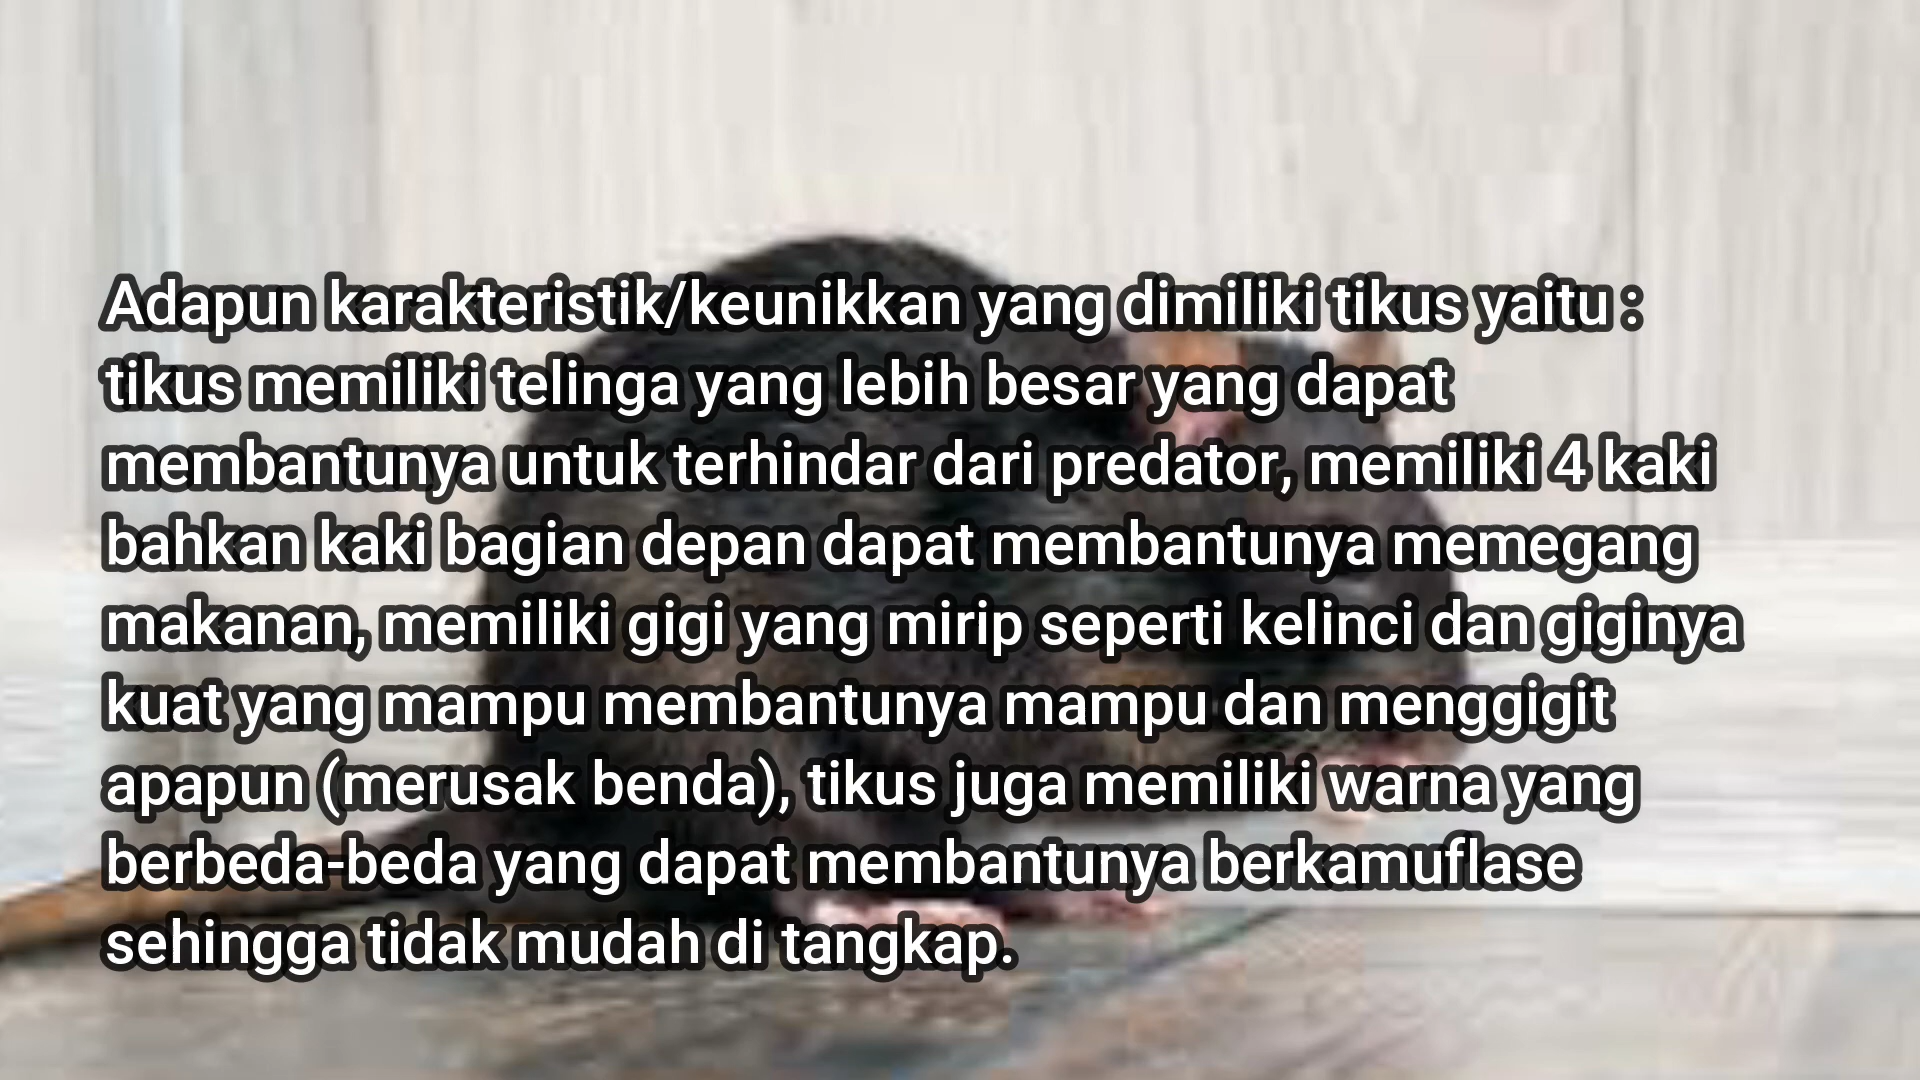 Adapun karakteristik/keunikkan yang dimiliki tikus yaitu :
tikus memiliki telinga yang lebih besar yang dapat
membantunya untuk terhindar dari predator, memiliki 4 kaki
bahkan kaki bagian depan dapat membantunya memegang
makanan, memiliki gigi yang mirip seperti kelinci dan giginya
kuat yang mampu membantunya mampu dan menggigit
apapun (merusak benda), tikus juga memiliki warna yang
berbeda-beda yang dapat membantunya berkamuflase
sehingga tidak mudah di tangkap.